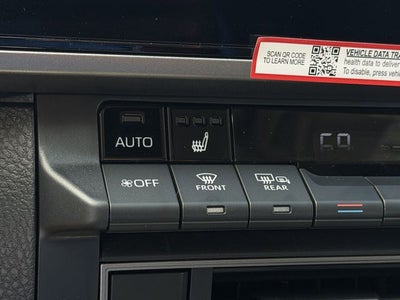 SCAN QR CODE
TO LEARN MORE
VEHICLE DATA TRA
health data to deliver
To disable, press vehi
AUTO
OFF
FRONT
REAR